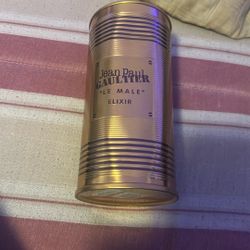 Jean Paul
GAULTIER
"LE MALE"
ELIXIR